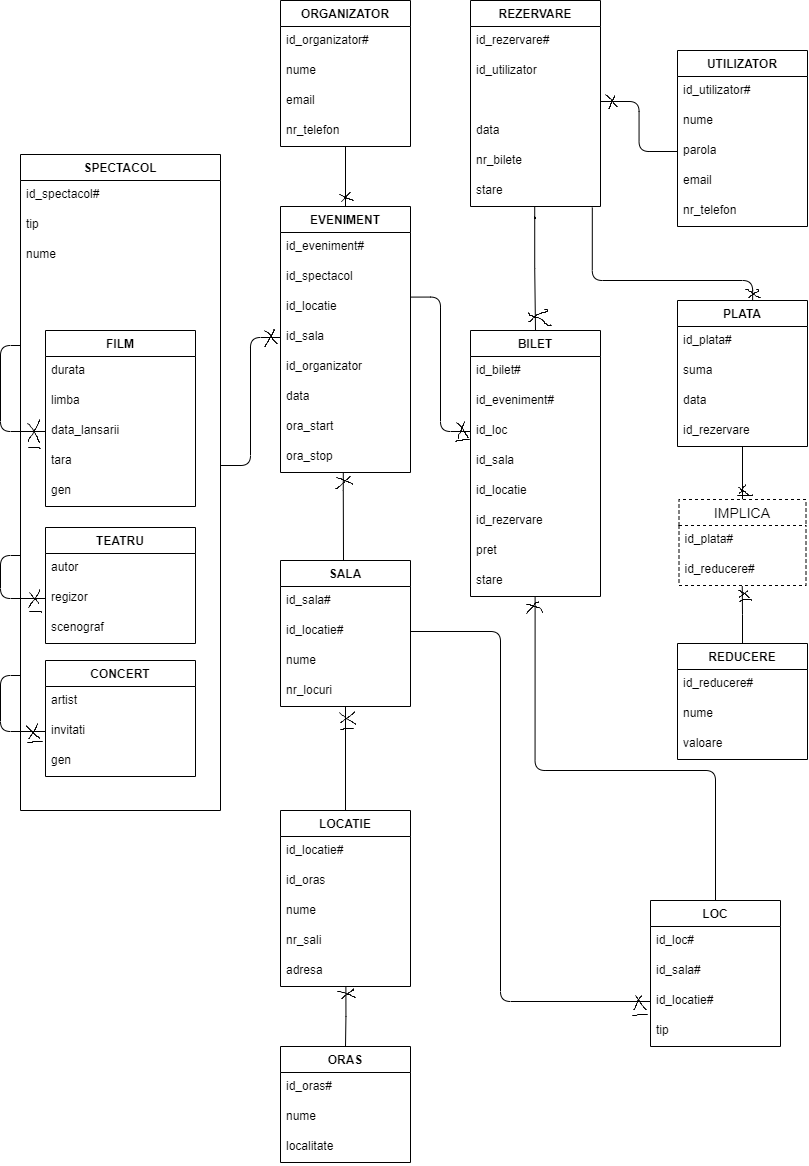 ORGANIZATOR
id_organizator#
nume
email
nr_telefon
REZERVARE
id_rezervare#
id_utilizator
data
nr_bilete
stare
UTILIZATOR
id_utilizator#
nume
parola
email
nr_telefon
SPECTACOL
id_spectacol#
tip
nume
FILM
durata
limba
data_lansarii
tara
gen
TEATRU
autor
regizor
scenograf
CONCERT
artist
invitati
gen
EVENIMENT
id_eveniment#
id_spectacol
id_locatie
id_sala
id_organizator
data
ora_start
ora_stop
BILET
id_bilet#
id_eveniment#
id_loc
id_sala
id_locatie
id_rezervare
pret
stare
PLATA
id_plata#
suma
data
id_rezervare
IMPLICA
id_plata#
id_reducere#
REDUCERE
id_reducere#
nume
valoare
SALA
id_sala#
id_locatie#
nume
nr_locuri
LOCATIE
id_locatie#
id_oras
nume
nr_sali
adresa
LOC
id_loc#
id_sala#
id_locatie#
tip
ORAS
id_oras#
nume
localitate